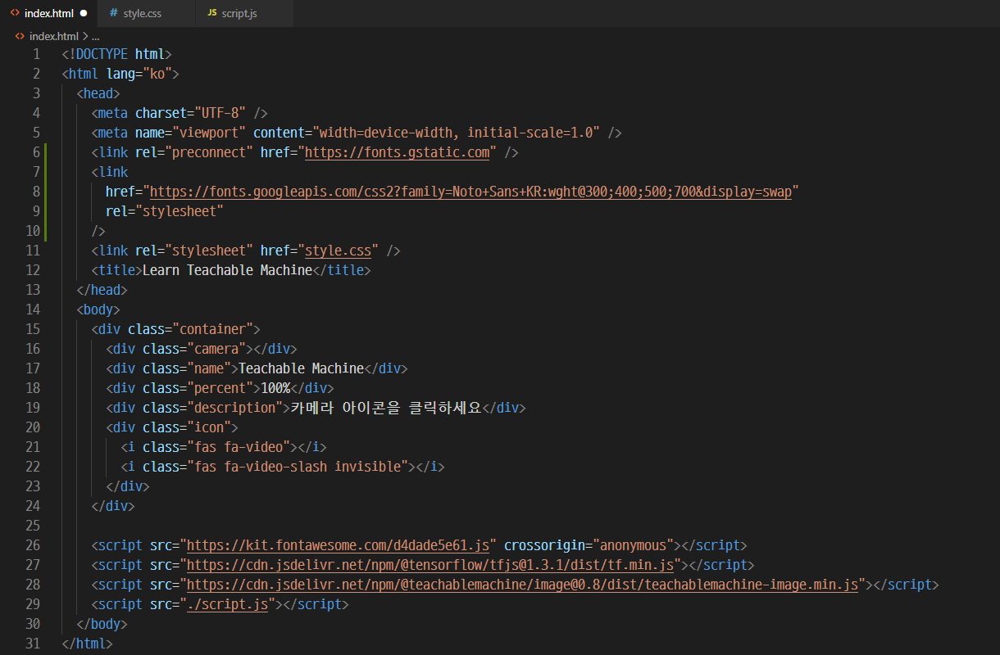 index.html
style.css
JS script.js
index.html > ...
1 <!DOCTYPE html>
2 <html lang="ko">
3 <head>
4 <meta charset="UTF-8" />
5 <meta name="viewport" content="width=device-width, initial-scale=1.0" />
6 <link rel="preconnect" href="https://fonts.gstatic.com" />
7 <link
8 href="https://fonts.googleapis.com/css2?family=Noto+Sans+KR:wght@300;400;500;700&display=swap"
9 rel="stylesheet"
10 />
11 <link rel="stylesheet" href="style.css" />
12 <title>Learn Teachable Machine</title>
13 </head>
14 <body>
15 <div class="container">
16 <div class="camera"></div>
17 <div class="name">Teachable Machine</div>
18 <div class="percent">100%</div>
19 <div class="description">카메라 아이콘을 클릭하세요</div>
20 <div class="icon">
21 <i class="fas fa-video"></i>
22 <i class="fas fa-video-slash invisible"></i>
23 </div>
24 </div>
25
26 <script src="https://kit.fontawesome.com/d4dade5e61.js" crossorigin="anonymous"></script>
27 <script src="https://cdn.jsdelivr.net/npm/@tensorflow/tfjs@1.3.1/dist/tf.min.js"></script>
28 <script src="https://cdn.jsdelivr.net/npm/@teachablemachine/image@0.8/dist/teachablemachine-image.min.js"></script>
29 <script src="./script.js"></script>
30 </body>
31 </html>